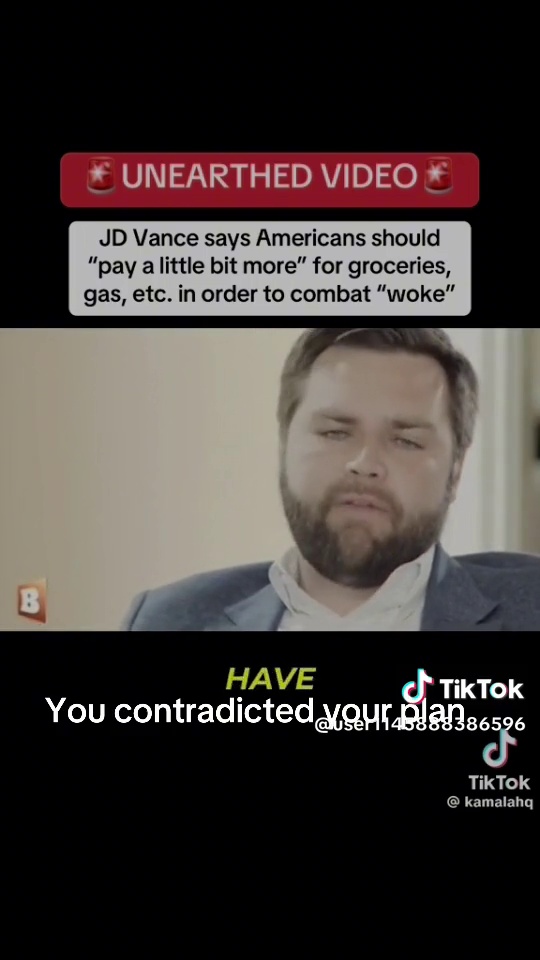 🚨UNEARTHED VIDEO🚨
JD Vance says Americans should
“pay a little bit more” for groceries,
gas, etc. in order to combat “woke”
B
HAVE
TikTok
You contradicted your plan
@user1145888386596
TikTok
@ kamalahq